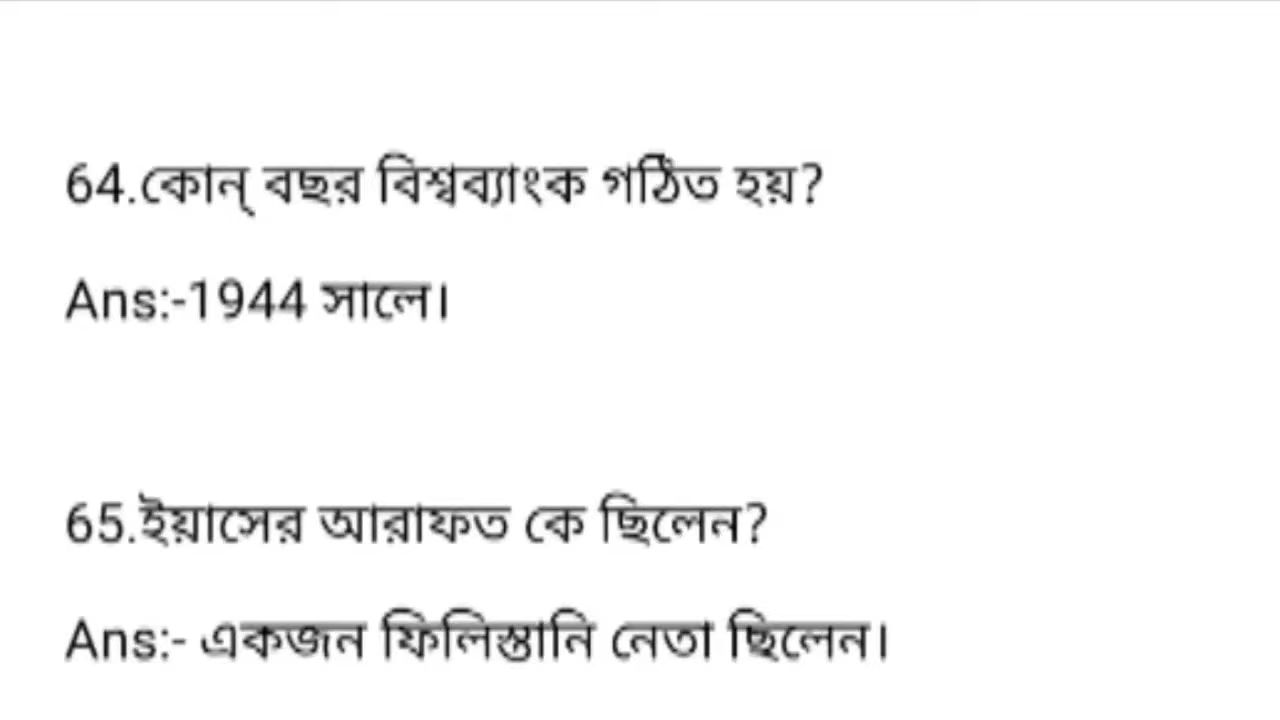 64.কোন্ বছর বিশ্বব্যাংক গঠিত হয়?
Ans:-1944 সালে।
65.ইয়াসের আরাফত কে ছিলেন?
Ans:- একজন ফিলিস্তানি নেতা ছিলেন।